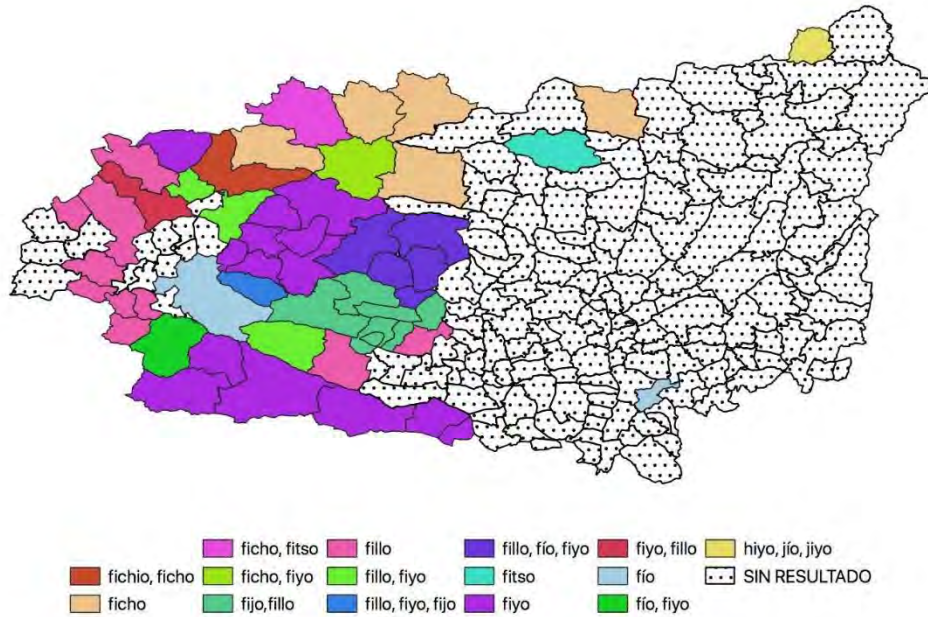 ficho, fitso fillo fillo, fío, fiyo fiyo, fillo hiyo, jío, jiyo
fichio, ficho ficho, fiyo fillo, fiyo fitso fío SIN RESULTADO
ficho fijo,fillo fillo, fiyo, fijo fiyo fío, fiyo